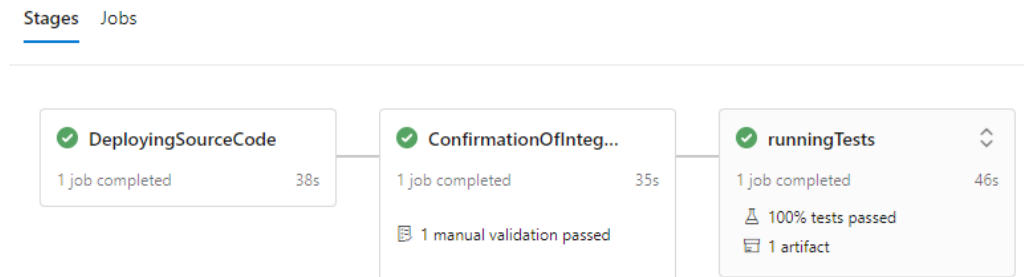 Stages Jobs
DeployingSourceCode
1 job completed 38s
ConfirmationOfInteg...
1 job completed 35s
1 manual validation passed
runningTests
1 job completed 46s
100% tests passed
1 artifact